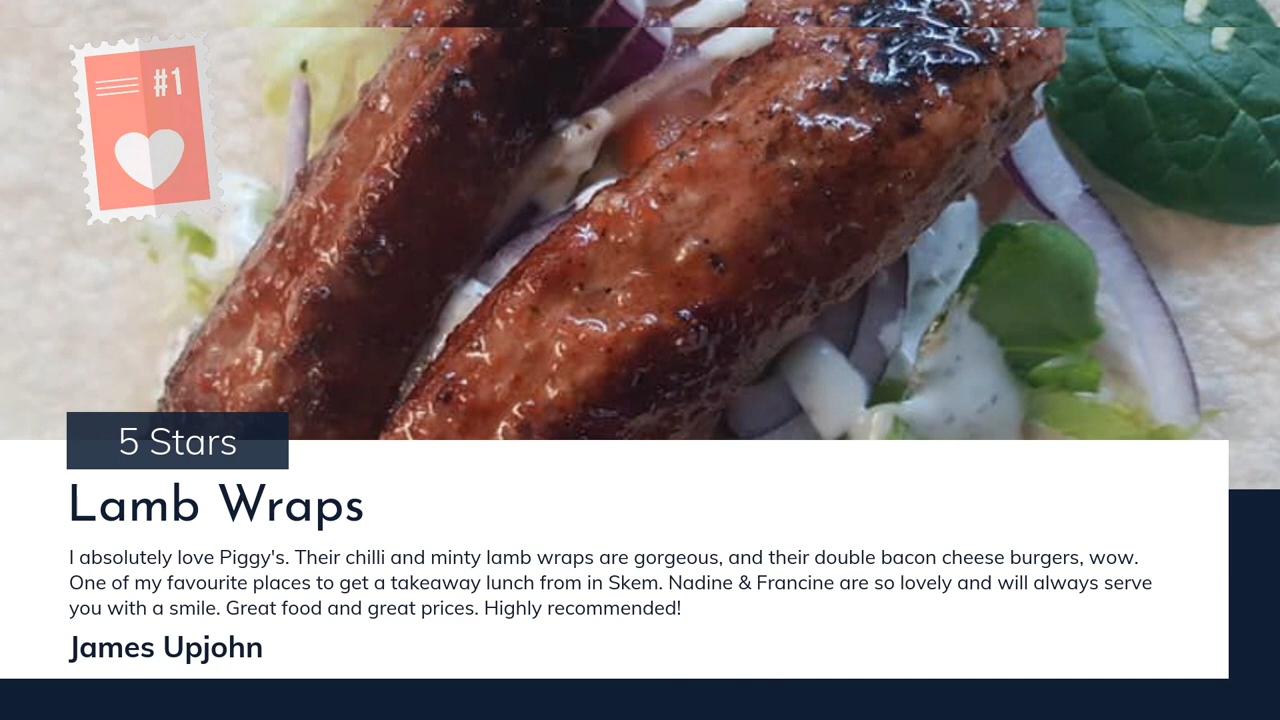 #1
5 Stars
Lamb Wraps
I absolutely love Piggy's. Their chilli and minty lamb wraps are gorgeous, and their double bacon cheese burgers, wow.
One of my favourite places to get a takeaway lunch from in Skem. Nadine & Francine are so lovely and will always serve
you with a smile. Great food and great prices. Highly recommended!
James Upjohn